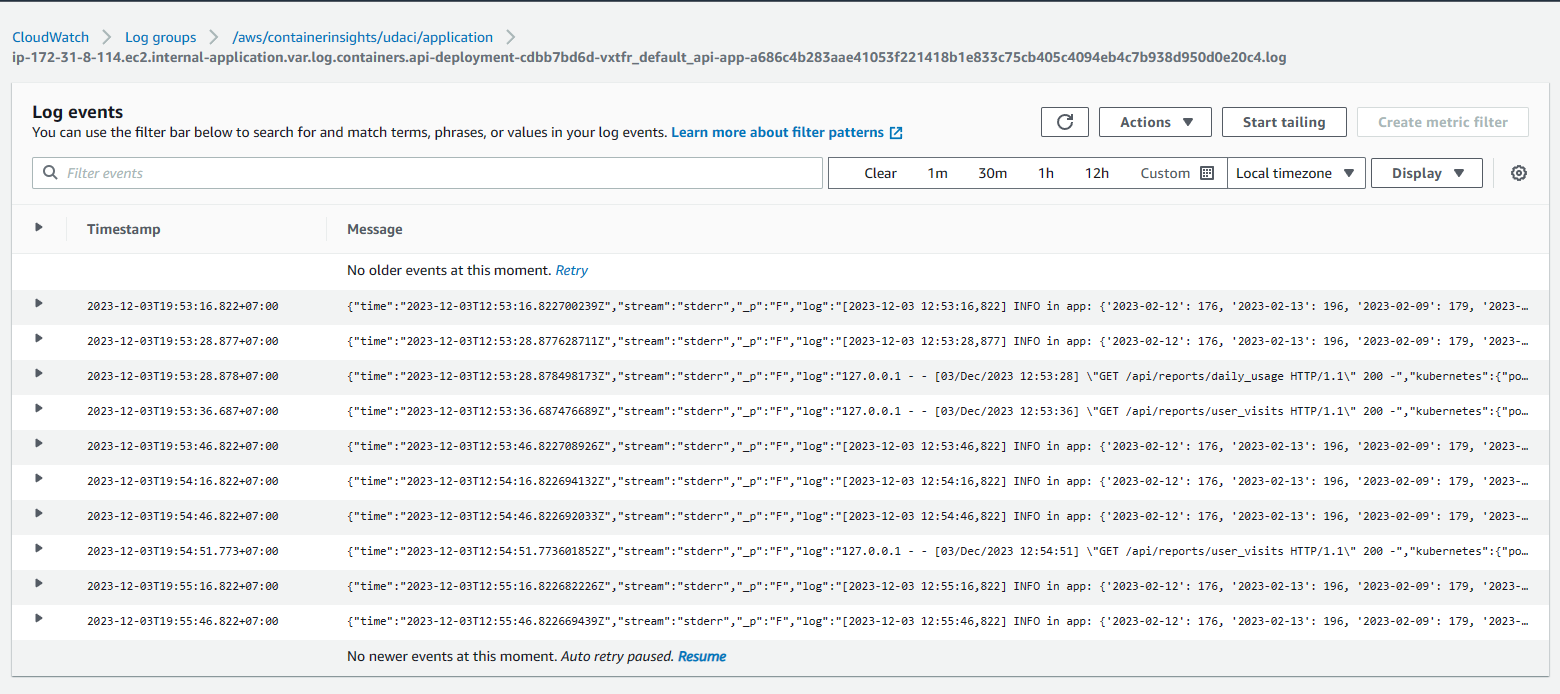 CloudWatch > Log groups > /aws/containerinsights/udaci/application >
ip-172-31-8-114.ec2.internal-application.var.log.containers.api-deployment-cdbb7bd6d-vxtfr_default_api-app-a686c4b283aae41053f221418b1e833c75cb405c4094eb4c7b938d950d0e20c4.log
Log events
You can use the filter bar below to search for and match terms, phrases, or values in your log events. Learn more about filter patterns
Actions Start tailing Create metric filter
Filter events
Clear 1m 30m 1h 12h Custom Local timezone Display
Timestamp Message
No older events at this moment. Retry
2023-12-03T19:53:16.822+07:00 {"time":"2023-12-03T12:53:16.822700239Z","stream":"stderr","_p":"F","log":"[2023-12-03 12:53:16,822] INFO in app: {'2023-02-12': 176, '2023-02-13': 196, '2023-02-09': 179, '2023-…
2023-12-03T19:53:28.877+07:00 {"time":"2023-12-03T12:53:28.877628711Z","stream":"stderr","_p":"F","log":"[2023-12-03 12:53:28,877] INFO in app: {'2023-02-12': 176, '2023-02-13': 196, '2023-02-09': 179, '2023-…
2023-12-03T19:53:28.878+07:00 {"time":"2023-12-03T12:53:28.878498173Z","stream":"stderr","_p":"F","log":"127.0.0.1 - - [03/Dec/2023 12:53:28] \"GET /api/reports/daily_usage HTTP/1.1\" 200 -","kubernetes":{"po…
2023-12-03T19:53:36.687+07:00 {"time":"2023-12-03T12:53:36.687476689Z","stream":"stderr","_p":"F","log":"127.0.0.1 - - [03/Dec/2023 12:53:36] \"GET /api/reports/user_visits HTTP/1.1\" 200 -","kubernetes":{"po…
2023-12-03T19:53:46.822+07:00 {"time":"2023-12-03T12:53:46.822708926Z","stream":"stderr","_p":"F","log":"[2023-12-03 12:53:46,822] INFO in app: {'2023-02-12': 176, '2023-02-13': 196, '2023-02-09': 179, '2023-…
2023-12-03T19:54:16.822+07:00 {"time":"2023-12-03T12:54:16.822694132Z","stream":"stderr","_p":"F","log":"[2023-12-03 12:54:16,822] INFO in app: {'2023-02-12': 176, '2023-02-13': 196, '2023-02-09': 179, '2023-…
2023-12-03T19:54:46.822+07:00 {"time":"2023-12-03T12:54:46.822692033Z","stream":"stderr","_p":"F","log":"[2023-12-03 12:54:46,822] INFO in app: {'2023-02-12': 176, '2023-02-13': 196, '2023-02-09': 179, '2023-…
2023-12-03T19:54:51.773+07:00 {"time":"2023-12-03T12:54:51.773601852Z","stream":"stderr","_p":"F","log":"127.0.0.1 - - [03/Dec/2023 12:54:51] \"GET /api/reports/user_visits HTTP/1.1\" 200 -","kubernetes":{"po…
2023-12-03T19:55:16.822+07:00 {"time":"2023-12-03T12:55:16.822682226Z","stream":"stderr","_p":"F","log":"[2023-12-03 12:55:16,822] INFO in app: {'2023-02-12': 176, '2023-02-13': 196, '2023-02-09': 179, '2023-…
2023-12-03T19:55:46.822+07:00 {"time":"2023-12-03T12:55:46.822669439Z","stream":"stderr","_p":"F","log":"[2023-12-03 12:55:46,822] INFO in app: {'2023-02-12': 176, '2023-02-13': 196, '2023-02-09': 179, '2023-…
No newer events at this moment. Auto retry paused. Resume